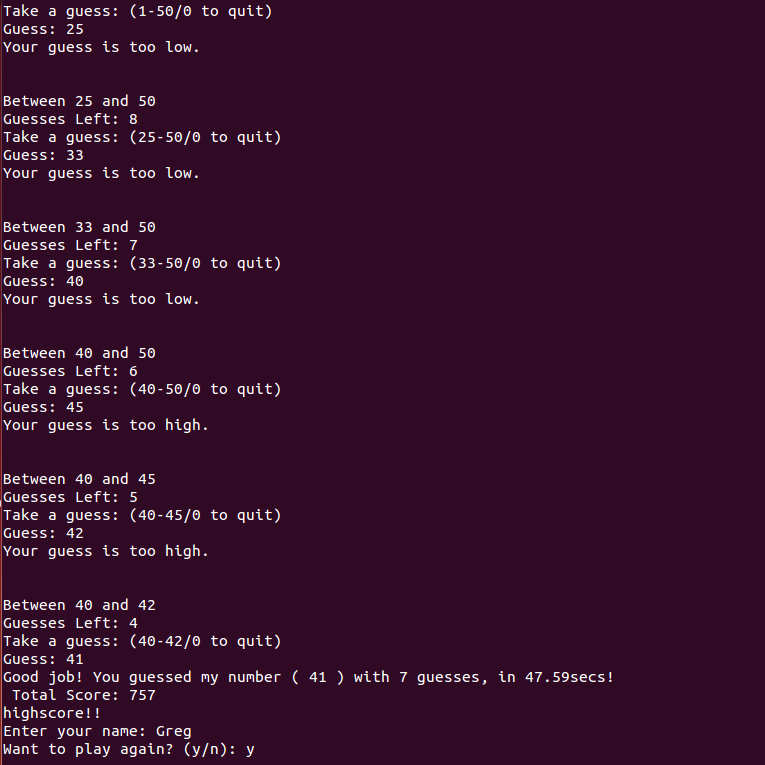 Take a guess: (1-50/0 to quit)
Guess: 25
Your guess is too low.
Between 25 and 50
Guesses Left: 8
Take a guess: (25-50/0 to quit)
Guess: 33
Your guess is too low.
Between 33 and 50
Guesses Left: 7
Take a guess: (33-50/0 to quit)
Guess: 40
Your guess is too low.
Between 40 and 50
Guesses Left: 6
Take a guess: (40-50/0 to quit)
Guess: 45
Your guess is too high.
Between 40 and 45
Guesses Left: 5
Take a guess: (40-45/0 to quit)
Guess: 42
Your guess is too high.
Between 40 and 42
Guesses Left: 4
Take a guess: (40-42/0 to quit)
Guess: 41
Good job! You guessed my number ( 41 ) with 7 guesses, in 47.59secs!
Total Score: 757
highscore!!
Enter your name: Greg
Want to play again? (y/n): y